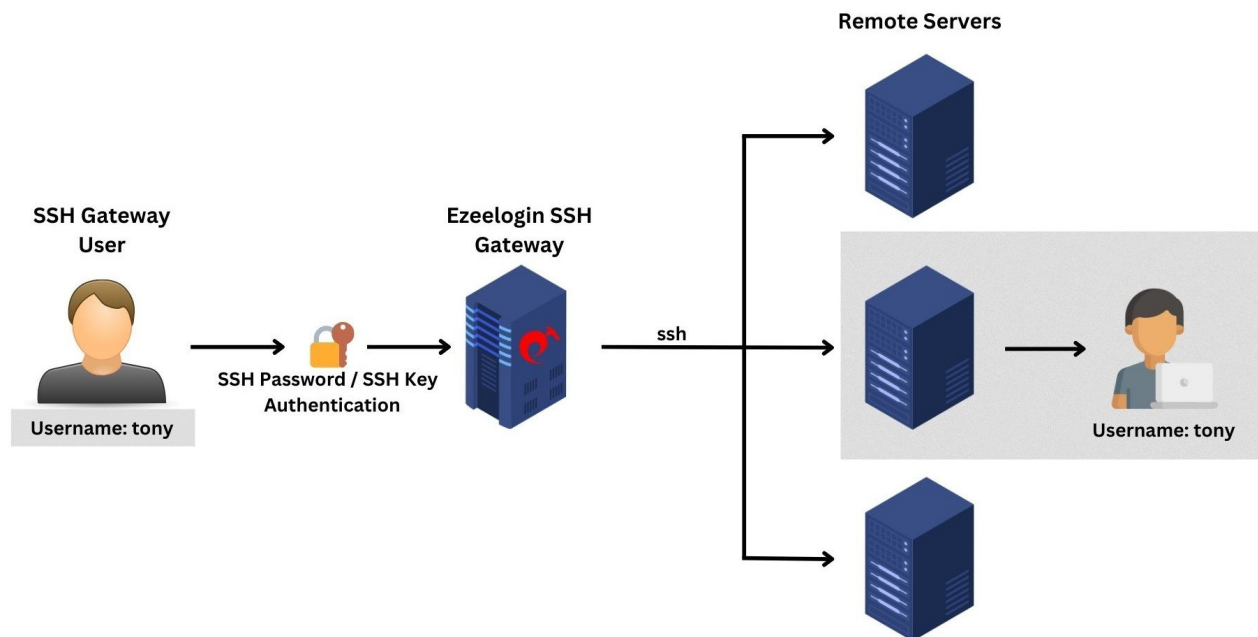 Remote Servers
SSH Gateway
User
Ezeelogin SSH
Gateway
ssh
SSH Password / SSH Key
Authentication
Username: tony
Username: tony